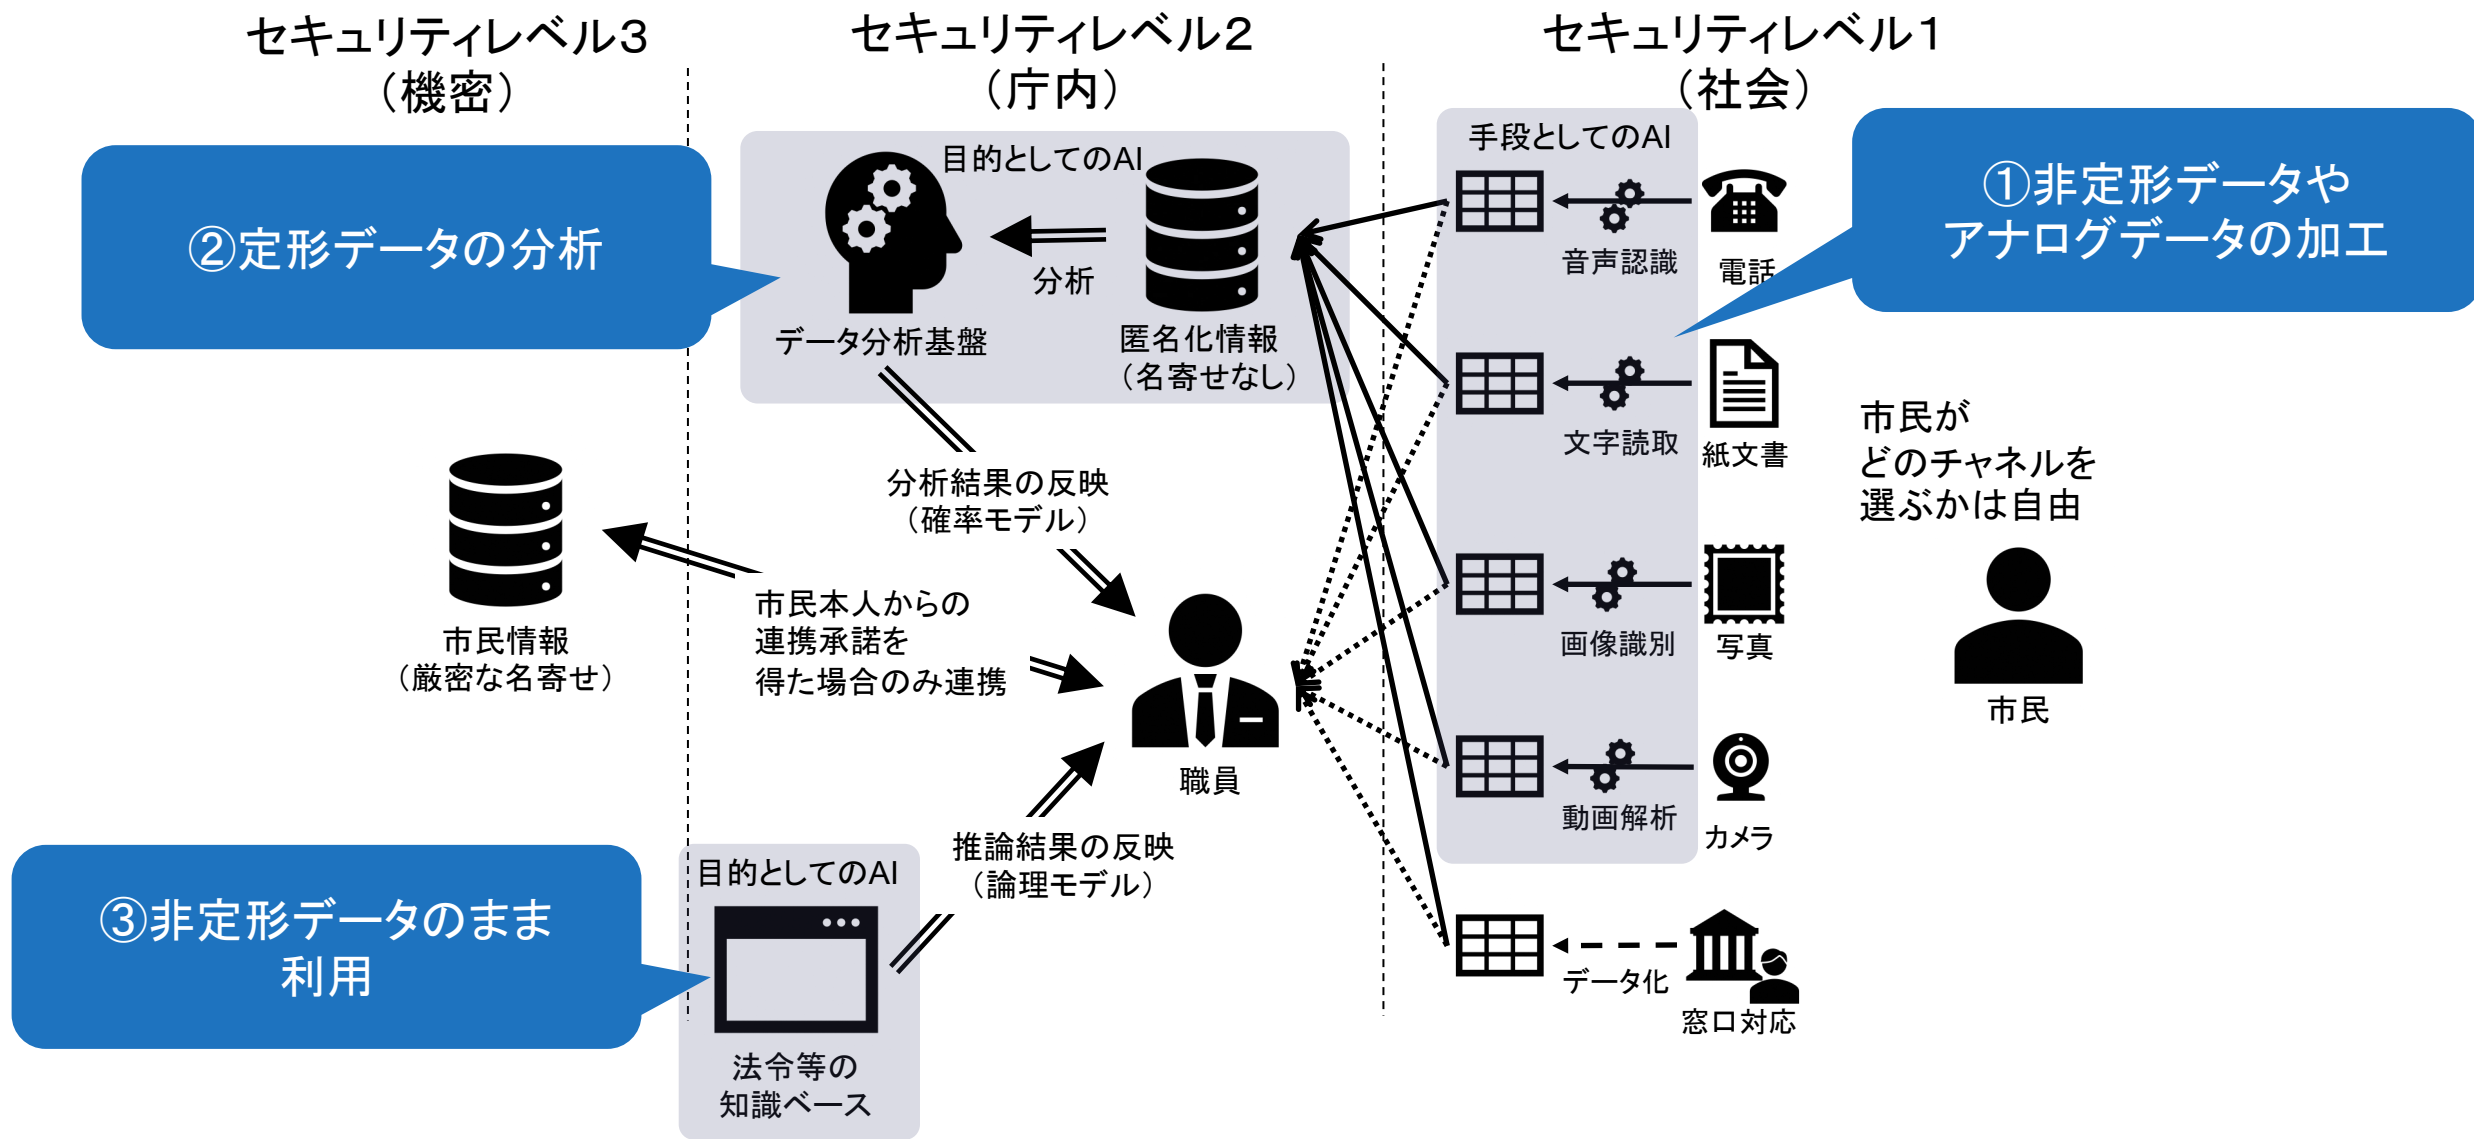 セキュリティレベル3
（機密）
セキュリティレベル2
（庁内）
セキュリティレベル1
（社会）
②定形データの分析
目的としてのAI
分析
データ分析基盤
匿名化情報
（名寄せなし）
手段としてのAI
音声認識
電話
①非定形データや
アナログデータの加工
文字読取
紙文書
市民が
どのチャネルを
選ぶかは自由
分析結果の反映
（確率モデル）
市民情報
（厳密な名寄せ）
市民本人からの
連携承諾を
得た場合のみ連携
職員
画像識別
写真
市民
動画解析
カメラ
推論結果の反映
（論理モデル）
③非定形データのまま
利用
目的としてのAI
法令等の
知識ベース
データ化
窓口対応